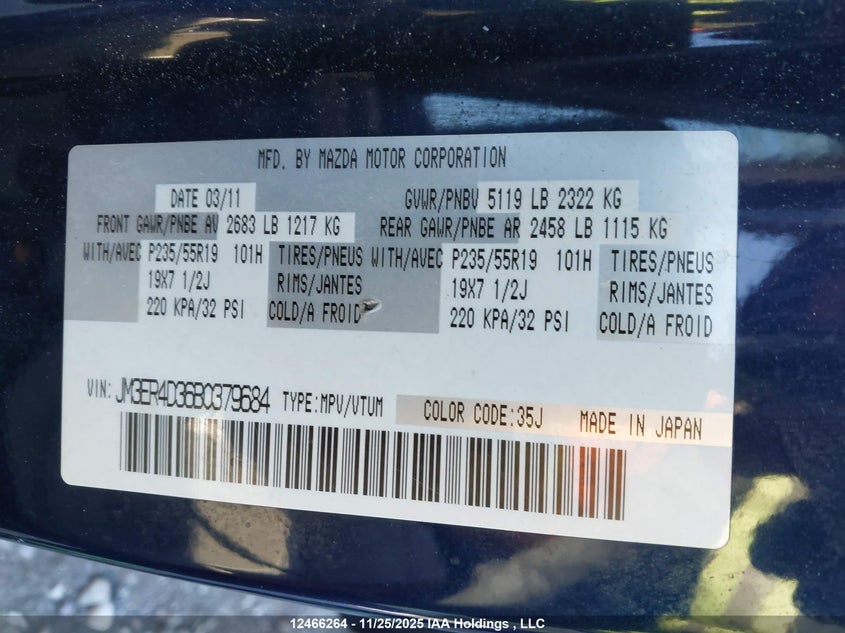 MFD. BY MAZDA MOTOR CORPORATION
DATE 03/11 GVWR/PNBV 5119 LB 2322 KG
FRONT GAWR/PNBE AV 2683 LB 1217 KG REAR GAWR/PNBE AR 2458 LB 1115 KG
WITH/AVEC P235/55R19 101H TIRES/PNEUS WITH/AVEC P235/55R19 101H TIRES/PNEUS
19X7 1/2J RIMS/JANTES 19X7 1/2J RIMS/JANTES
220 KPA/32 PSI COLD/A FROID 220 KPA/32 PSI COLD/A FROID
VIN: JM3ER4D36B0379684 TYPE:MPV/VTUM COLOR CODE:35J MADE IN JAPAN
12466264 - 11/25/2025 IAA Holdings , LLC